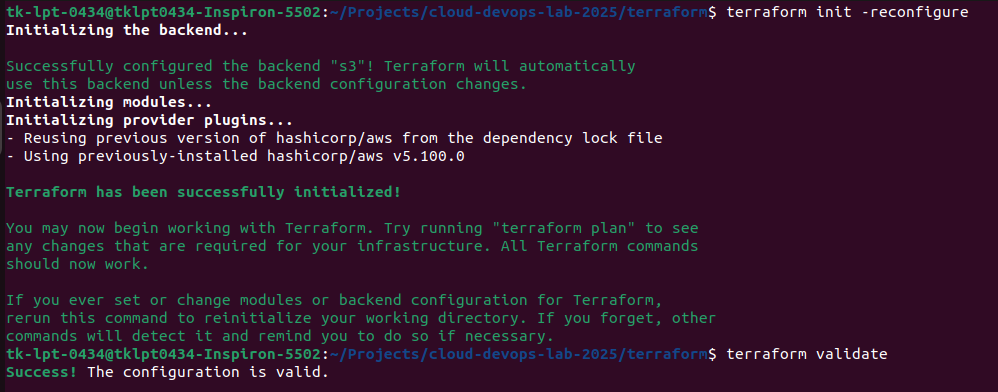 tk-lpt-0434@tklpt0434-Inspiron-5502:~/Projects/cloud-devops-lab-2025/terraform$ terraform init -reconfigure
Initializing the backend...

Successfully configured the backend "s3"! Terraform will automatically
use this backend unless the backend configuration changes.
Initializing modules...
Initializing provider plugins...
- Reusing previous version of hashicorp/aws from the dependency lock file
- Using previously-installed hashicorp/aws v5.100.0

Terraform has been successfully initialized!

You may now begin working with Terraform. Try running "terraform plan" to see
any changes that are required for your infrastructure. All Terraform commands
should now work.

If you ever set or change modules or backend configuration for Terraform,
rerun this command to reinitialize your working directory. If you forget, other
commands will detect it and remind you to do so if necessary.
tk-lpt-0434@tklpt0434-Inspiron-5502:~/Projects/cloud-devops-lab-2025/terraform$ terraform validate
Success! The configuration is valid.